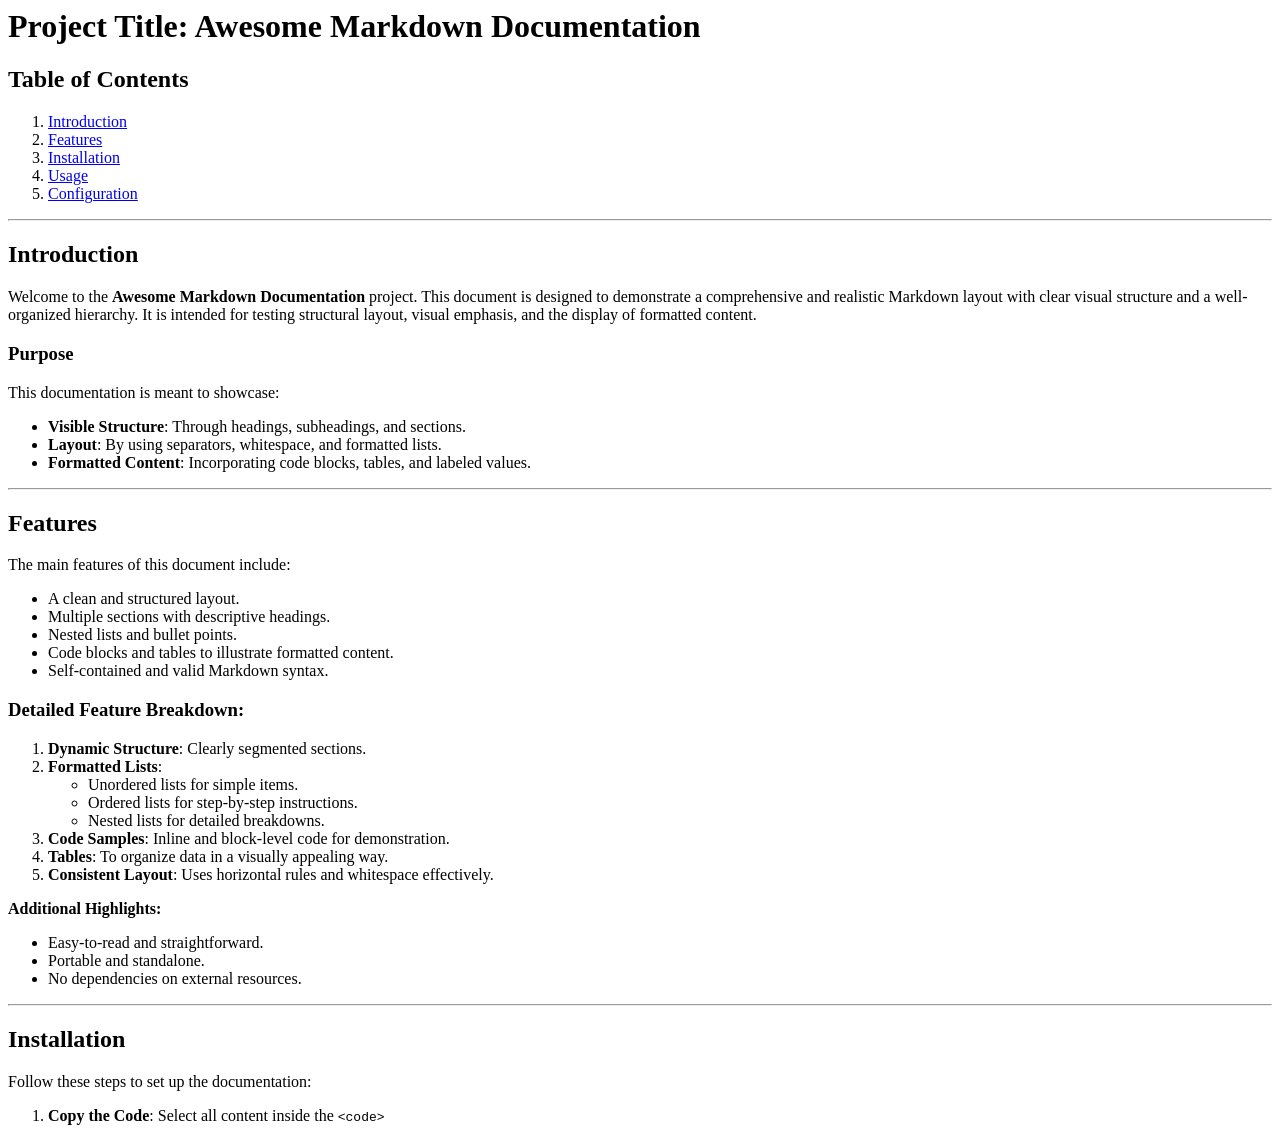 Project Title: Awesome Markdown Documentation
Table of Contents
1. Introduction
2. Features
3. Installation
4. Usage
5. Configuration
Introduction
Welcome to the Awesome Markdown Documentation project. This document is designed to demonstrate a comprehensive and realistic Markdown layout with clear visual structure and a well-
organized hierarchy. It is intended for testing structural layout, visual emphasis, and the display of formatted content.
Purpose
This documentation is meant to showcase:
• Visible Structure: Through headings, subheadings, and sections.
• Layout: By using separators, whitespace, and formatted lists.
• Formatted Content: Incorporating code blocks, tables, and labeled values.
Features
The main features of this document include:
• A clean and structured layout.
• Multiple sections with descriptive headings.
• Nested lists and bullet points.
• Code blocks and tables to illustrate formatted content.
• Self-contained and valid Markdown syntax.
Detailed Feature Breakdown:
1. Dynamic Structure: Clearly segmented sections.
2. Formatted Lists:
◦ Unordered lists for simple items.
◦ Ordered lists for step-by-step instructions.
◦ Nested lists for detailed breakdowns.
3. Code Samples: Inline and block-level code for demonstration.
4. Tables: To organize data in a visually appealing way.
5. Consistent Layout: Uses horizontal rules and whitespace effectively.
Additional Highlights:
• Easy-to-read and straightforward.
• Portable and standalone.
• No dependencies on external resources.
Installation
Follow these steps to set up the documentation:
1. Copy the Code: Select all content inside the <code>